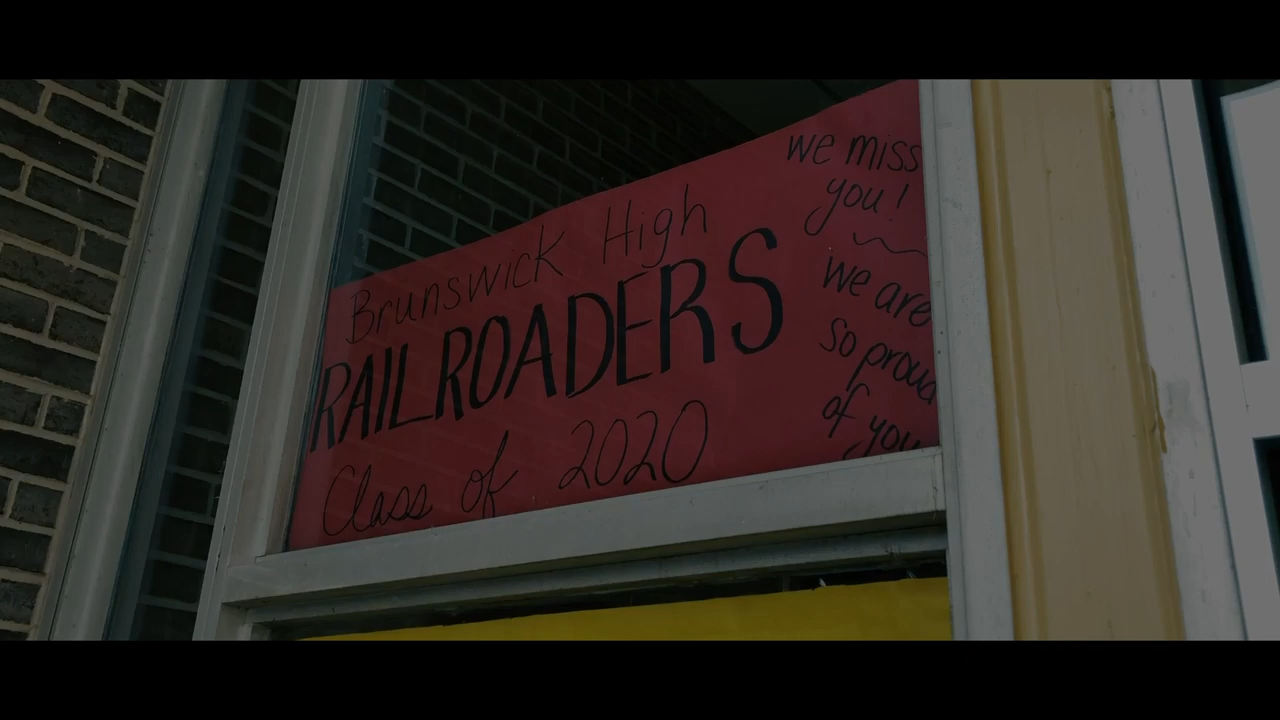 Brunswick High
RAILROADERS
Class of 2020
we miss
you!
we are
so proud
of you